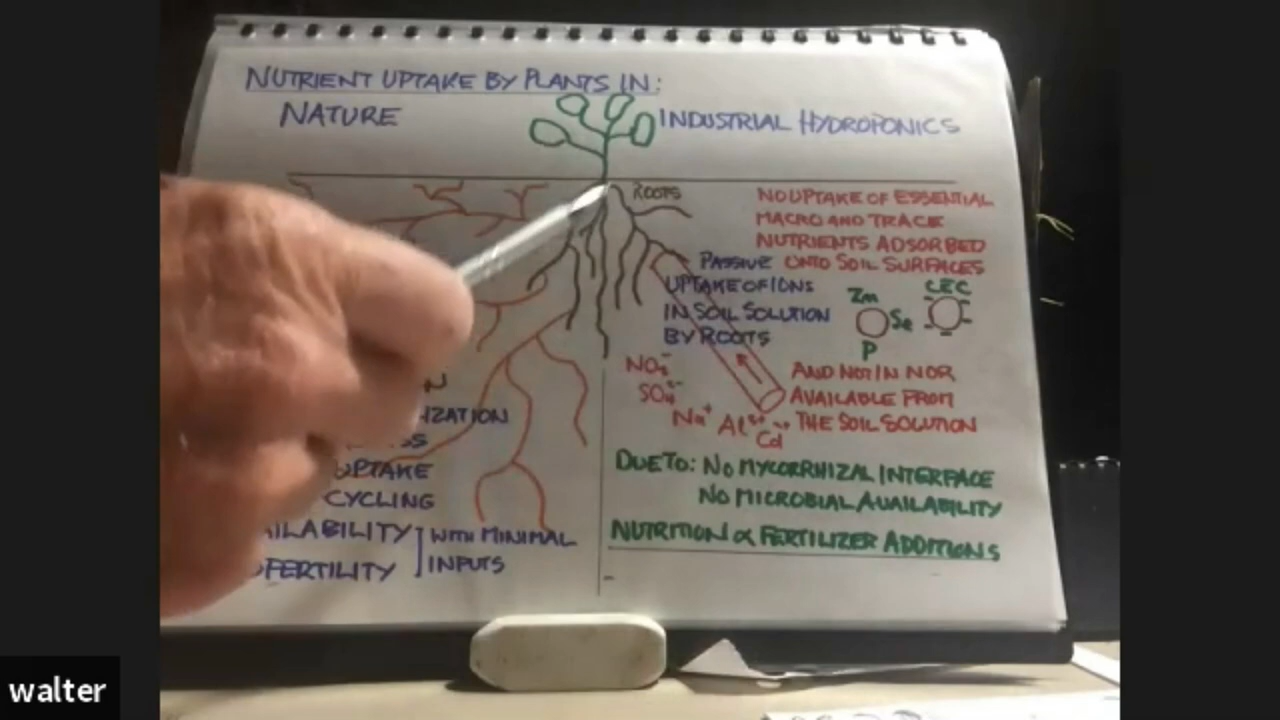 NUTRIENT UPTAKE BY PLANTS IN:
NATURE
INDUSTRIAL HYDROPONICS
ROOTS
NO UPTAKE OF ESSENTIAL
MACRO AND TRACE
NUTRIENTS ADSORBED
ONTO SOIL SURFACES
PASSIVE
UPTAKE OF IONS
IN SOIL SOLUTION
BY ROOTS
Zn
Se
P
CEC
NO3-
SO4--
Na+
Al3+
Cd++
AND NOT IN NOR
AVAILABLE FROM
THE SOIL SOLUTION
UPTAKE
CYCLING
WITH MINIMAL
INPUTS
DUE TO: NO MYCORRHIZAL INTERFACE
NO MICROBIAL AVAILABILITY
NUTRITION ∝ FERTILIZER ADDITIONS
walter